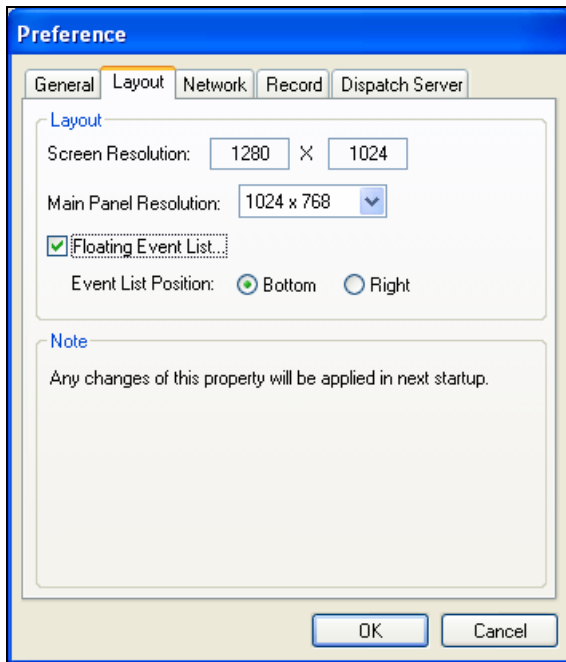 Preference
General Layout Network Record Dispatch Server
Layout
Screen Resolution: 1280 X 1024
Main Panel Resolution: 1024 x 768
Floating Event List...
Event List Position: Bottom Right
Note
Any changes of this property will be applied in next startup.
OK Cancel